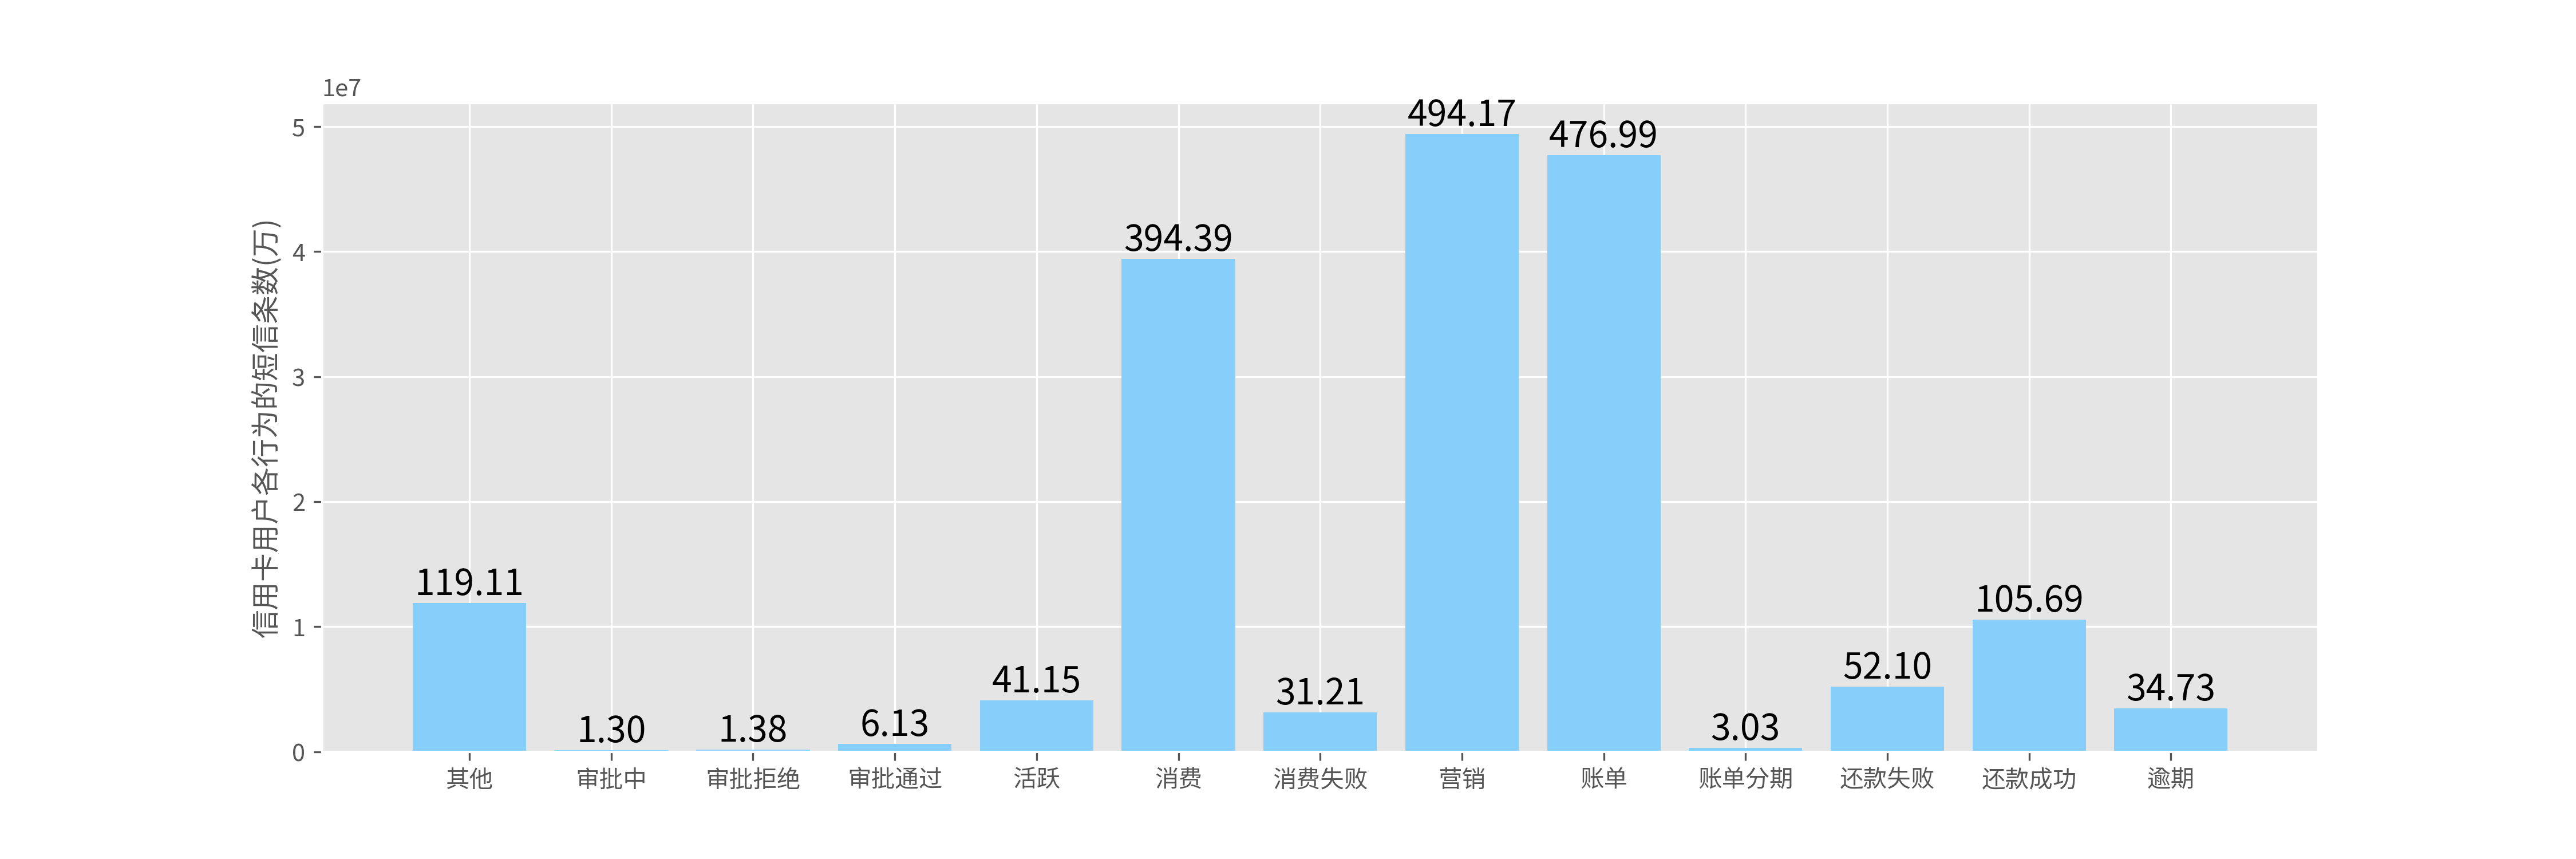 1e7
信用卡用户各行为的短信条数(万)
5
4
3
2
1
0
119.11
1.30
1.38
6.13
41.15
394.39
31.21
494.17
476.99
3.03
52.10
105.69
34.73
其他
审批中
审批拒绝
审批通过
活跃
消费
消费失败
营销
账单
账单分期
还款失败
还款成功
逾期